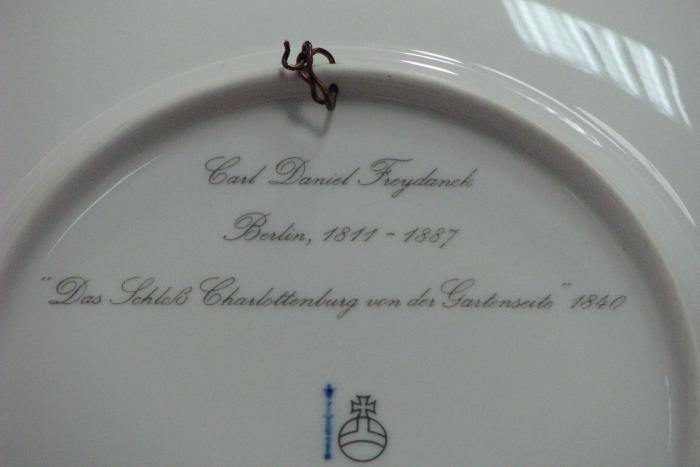 Carl Daniel Freydanck
Berlin, 1811 - 1887
"Das Schloß Charlottenburg von der Gartenseite" 1840